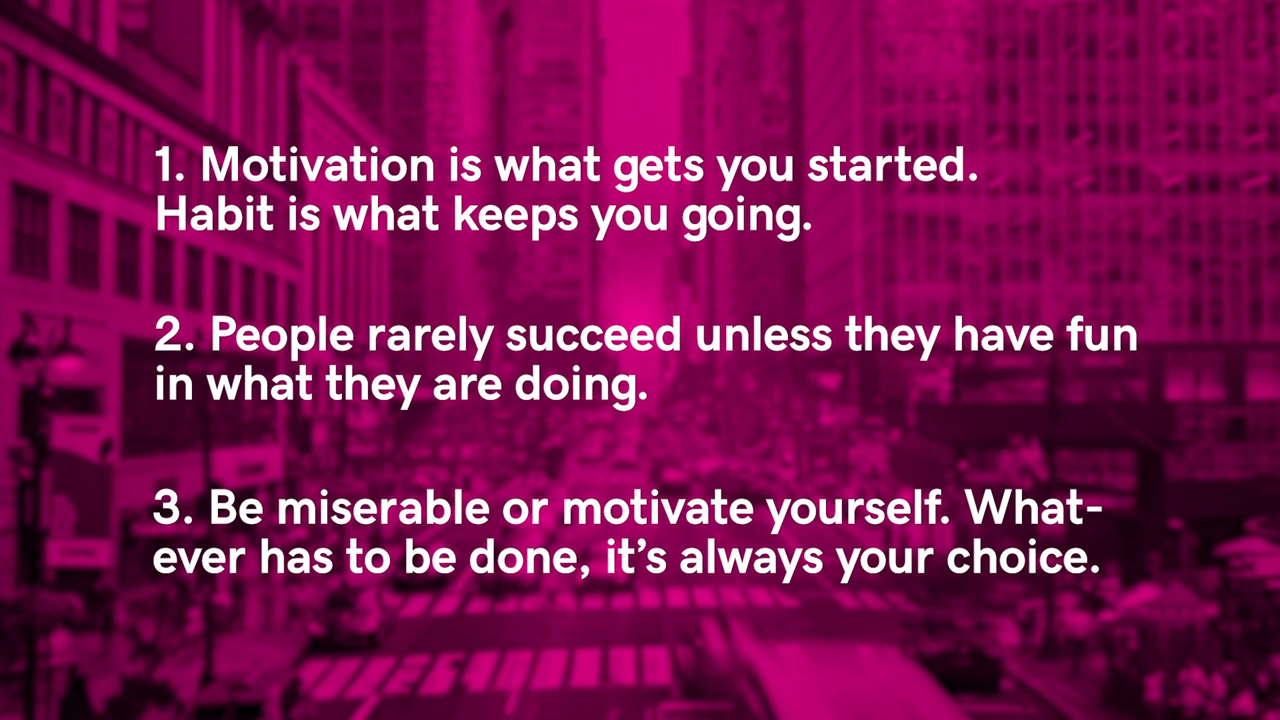 1. Motivation is what gets you started.
Habit is what keeps you going.
2. People rarely succeed unless they have fun
in what they are doing.
3. Be miserable or motivate yourself. What-
ever has to be done, it’s always your choice.